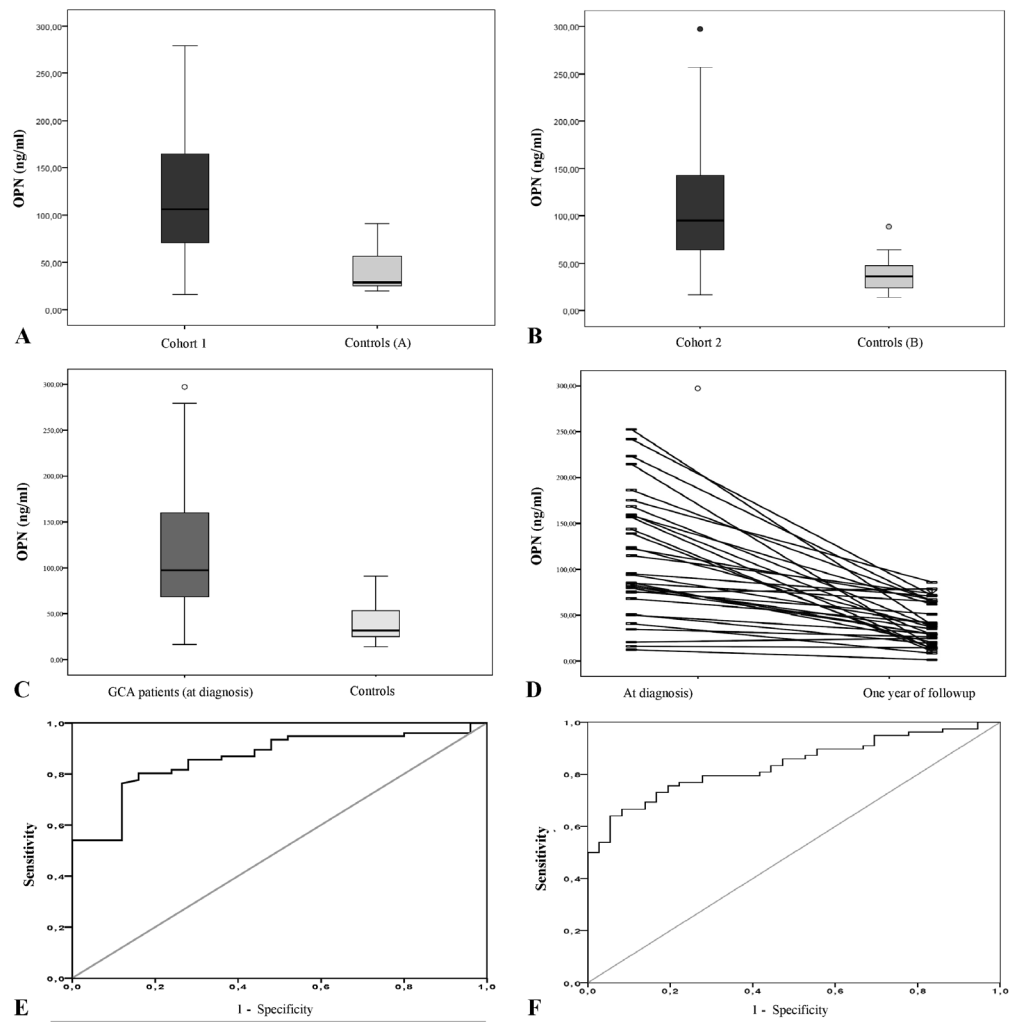 300,00
250,00
200,00
150,00
100,00
50,00
0,00
OPN (ng/ml)
A
Cohort 1
Controls (A)
300,00
250,00
200,00
150,00
100,00
50,00
0,00
OPN (ng/ml)
B
Cohort 2
Controls (B)
300,00
250,00
200,00
150,00
100,00
50,00
0,00
OPN (ng/ml)
C
GCA patients (at diagnosis)
Controls
300,00
250,00
200,00
150,00
100,00
50,00
0,00
OPN (ng/ml)
D
At diagnosis)
One year of followup
1,0
0,8
0,6
0,4
0,2
0,0
Sensitivity
0,0 0,2 0,4 0,6 0,8 1,0
E
1 - Specificity
1,0
0,8
0,6
0,4
0,2
0,0
Sensitivity
0,0 0,2 0,4 0,6 0,8 1,0
F
1 - Specificity